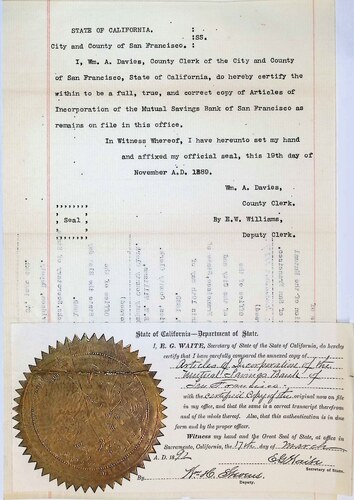 STATE OF CALIFORNIA. :
:SS.
City and County of San Francisco. :
I, Wm. A. Davies, County Clerk of the City and County
of San Francisco, State of California, do hereby certify the
within to be a full, true, and correct copy of Articles of
Incorporation of the Mutual Savings Bank of San Francisco as
remains on file in this office.
In Witness Whereof, I have hereunto set my hand
and affixed my official seal, this 19th day of
November A.D. 1889.
Wm. A. Davies,
County Clerk.
Seal
By E.W. Williams,
Deputy Clerk.
State of California—Department of State.
I, E. G. WAITE, Secretary of State of the State of California, do hereby
certify that I have carefully compared the annexed copy of
Articles of Incorporation of the
Mutual Savings Bank of
San Francisco
with the certified copy of the original now on file
in my office, and that the same is a correct transcript therefrom
and of the whole thereof. Also, that this authentication is in due
form and by the proper officer.
Witness my hand and the Great Seal of State, at office in
Sacramento, California, the 17th day of March
A. D. 18
E G Waite
Secretary of State.
Deputy.